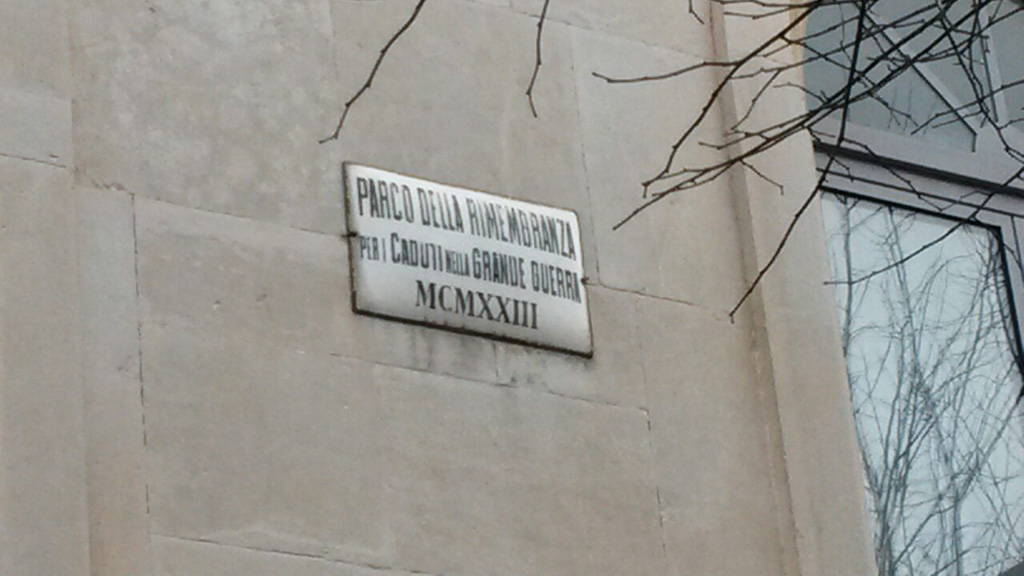 PARCO DELLA RIMEMBRANZA
PER I CADUTI NELLA GRANDE GUERRA
MCMXXIII